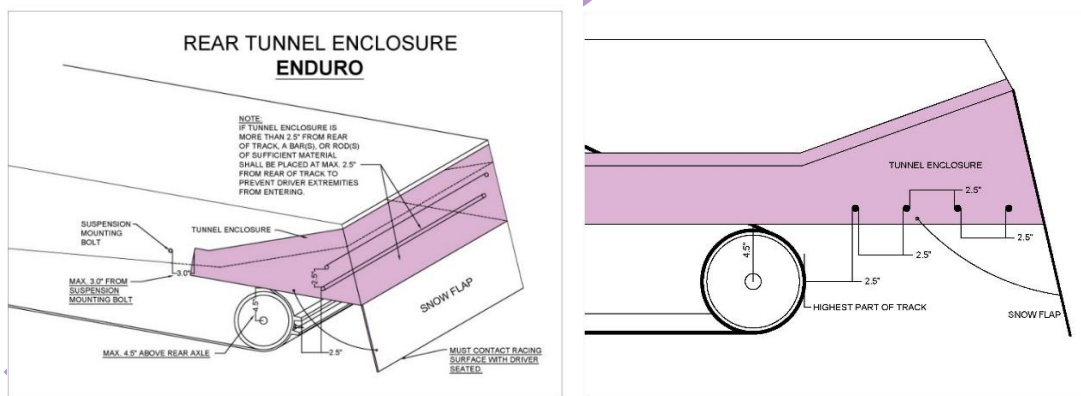 REAR TUNNEL ENCLOSURE
ENDURO
NOTE:
IF TUNNEL ENCLOSURE IS
MORE THAN 2.5" FROM REAR
OF TRACK, A BAR(S), OR ROD(S)
OF SUFFICIENT MATERIAL
SHALL BE PLACED AT MAX. 2.5"
FROM REAR OF TRACK TO
PREVENT DRIVER EXTREMITIES
FROM ENTERING.
SUSPENSION
MOUNTING
BOLT
TUNNEL ENCLOSURE
3.0"
MAX. 3.0" FROM
SUSPENSION
MOUNTING BOLT
2.5"
4.5"
SNOW FLAP
MAX. 4.5" ABOVE REAR AXLE
2.5"
MUST CONTACT RACING
SURFACE WITH DRIVER
SEATED.
TUNNEL ENCLOSURE
2.5"
2.5"
2.5"
4.5"
2.5"
HIGHEST PART OF TRACK
SNOW FLAP